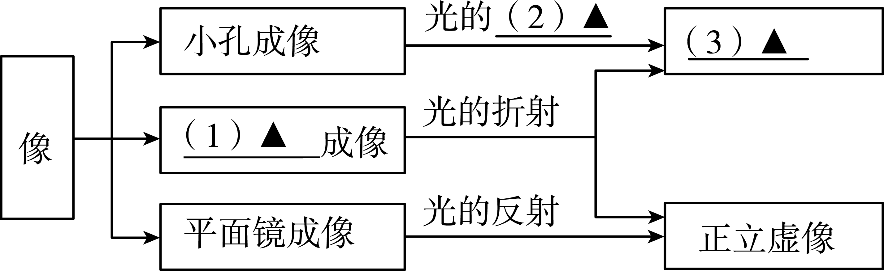 像
小孔成像
光的(2)▲
(3)▲
(1)▲ 成像
光的折射
平面镜成像
光的反射
正立虚像